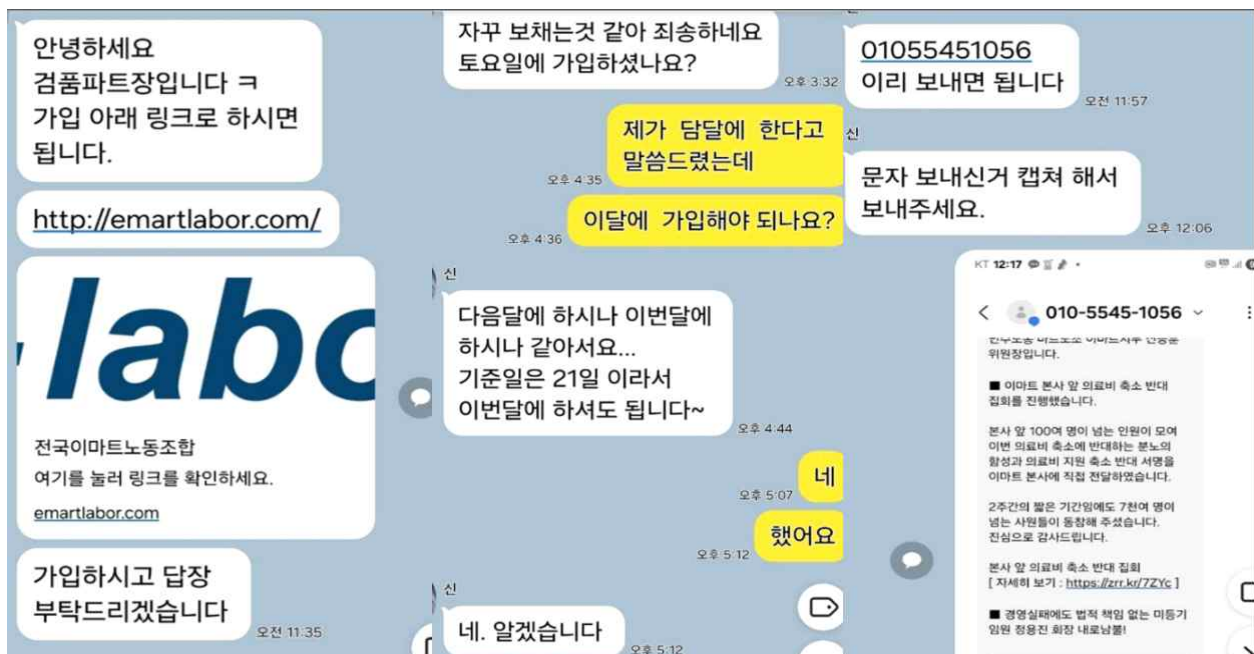 안녕하세요
검품파트장입니다 ㅋ
가입 아래 링크로 하시면
됩니다.
http://emartlabor.com/
labo
전국이마트노동조합
여기를 눌러 링크를 확인하세요.
emartlabor.com
가입하시고 답장
부탁드리겠습니다
오전 11:35
자꾸 보채는것 같아 죄송하네요
토요일에 가입하셨나요?
오후 3:32
제가 담달에 한다고
말씀드렸는데
오후 4:35
이달에 가입해야 되나요?
오후 4:36
신
다음달에 하시나 이번달에
하시나 같아서요...
기준일은 21일 이라서
이번달에 하셔도 됩니다~
오후 4:44
네
오후 5:07
했어요
오후 5:12
신
네. 알겠습니다
오후 5:12
01055451056
이리 보내면 됩니다
오전 11:57
신
문자 보내신거 캡쳐 해서
보내주세요.
오후 12:06
KT 12:17
010-5545-1056
위원장입니다.
■ 이마트 본사 앞 의료비 축소 반대
집회를 진행했습니다.
본사 앞 100여 명이 넘는 인원이 모여
이번 의료비 축소에 반대하는 분노의
함성과 의료비 지원 축소 반대 서명을
이마트 본사에 직접 전달하였습니다.
2주간의 짧은 기간임에도 7천여 명이
넘는 사원들이 동참해 주셨습니다.
진심으로 감사드립니다.
본사 앞 의료비 축소 반대 집회
[ 자세히 보기 : https://zrr.kr/7ZYc ]
■ 경영실패에도 법적 책임 없는 미등기
임원 정용진 회장 내로남불!